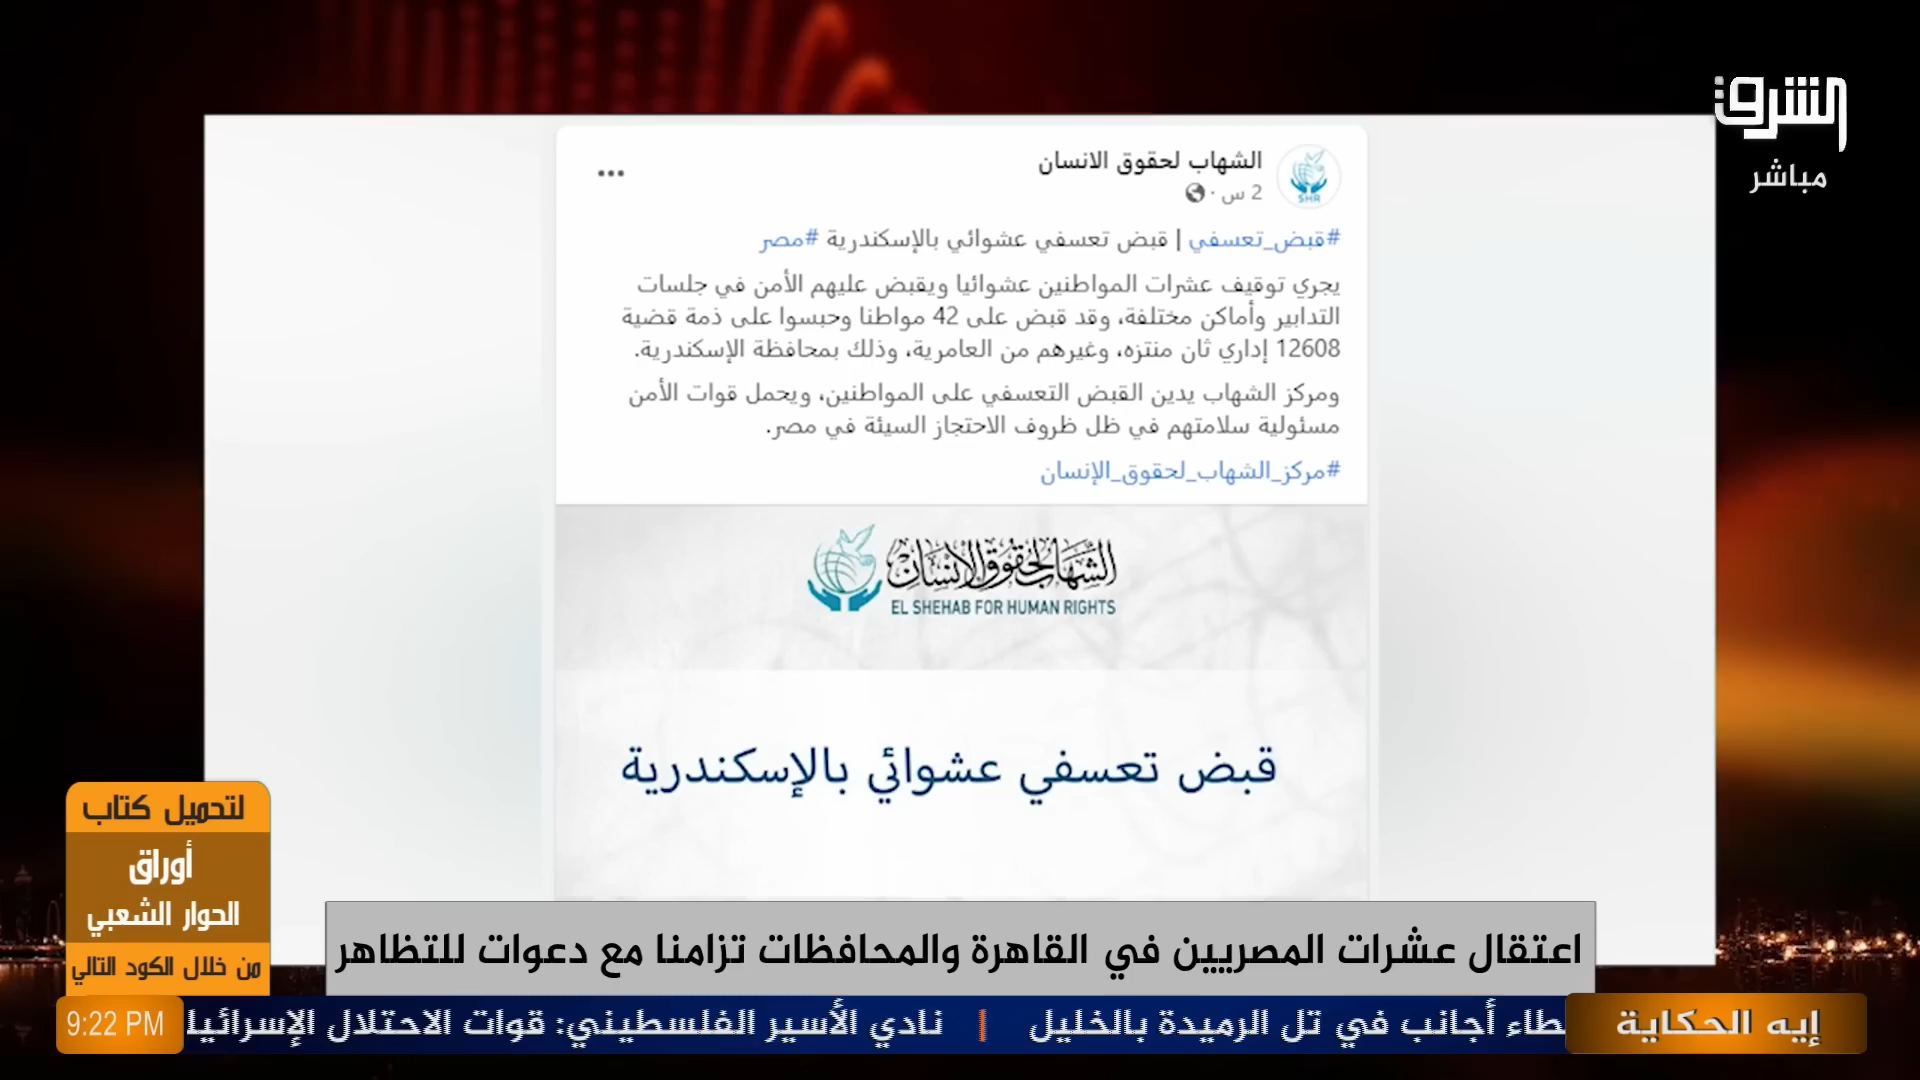 الشرق
مباشر
الشهاب لحقوق الانسان
2 س ·
SHR
#قبض_تعسفي | قبض تعسفي عشوائي بالإسكندرية #مصر
يجري توقيف عشرات المواطنين عشوائيا ويقبض عليهم الأمن في جلسات
التدابير وأماكن مختلفة، وقد قبض على 42 مواطنا وحبسوا على ذمة قضية
12608 إداري ثان منتزه، وغيرهم من العامرية، وذلك بمحافظة الإسكندرية.
ومركز الشهاب يدين القبض التعسفي على المواطنين، ويحمل قوات الأمن
مسئولية سلامتهم في ظل ظروف الاحتجاز السيئة في مصر.
#مركز_الشهاب_لحقوق_الإنسان
الشهاب لحقوق الإنسان
EL SHEHAB FOR HUMAN RIGHTS
قبض تعسفي عشوائي بالإسكندرية
لتحميل كتاب
أوراق
الحوار الشعبي
من خلال الكود التالي
اعتقال عشرات المصريين في القاهرة والمحافظات تزامنا مع دعوات للتظاهر
إيه الحكاية
أجانب في تل الرميدة بالخليل | نادي الأسير الفلسطيني: قوات الاحتلال
9:22 PM